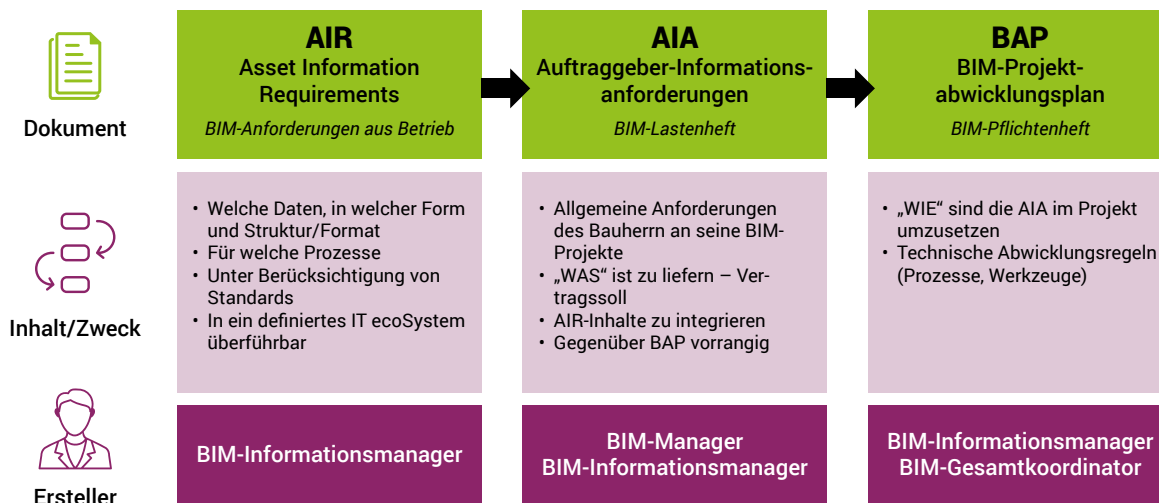 Dokument
AIR
Asset Information
Requirements
BIM-Anforderungen aus Betrieb
AIA
Auftraggeber-Informations-
anforderungen
BIM-Lastenheft
BAP
BIM-Projekt-
abwicklungsplan
BIM-Pflichtenheft
Inhalt/Zweck
• Welche Daten, in welcher Form
und Struktur/Format
• Für welche Prozesse
• Unter Berücksichtigung von
Standards
• In ein definiertes IT ecoSystem
überführbar
• Allgemeine Anforderungen
des Bauherrn an seine BIM-
Projekte
• „WAS“ ist zu liefern – Ver-
tragssoll
• AIR-Inhalte zu integrieren
• Gegenüber BAP vorrangig
• „WIE“ sind die AIA im Projekt
umzusetzen
• Technische Abwicklungsregeln
(Prozesse, Werkzeuge)
Ersteller
BIM-Informationsmanager
BIM-Manager
BIM-Informationsmanager
BIM-Informationsmanager
BIM-Gesamtkoordinator